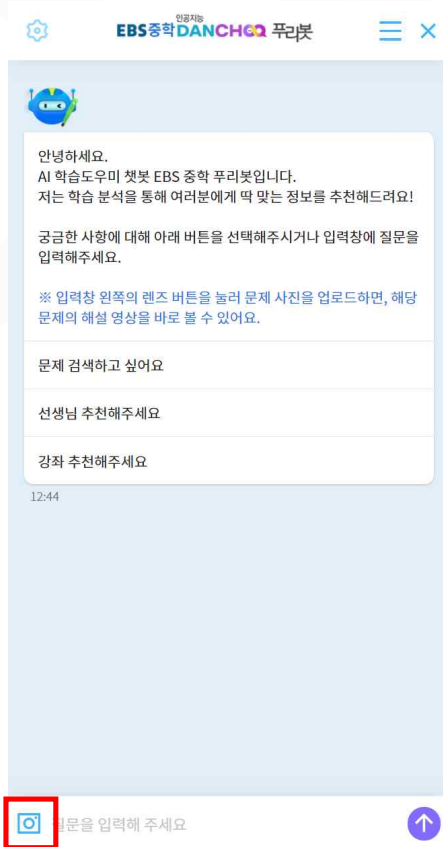 인공지능
EBS중학DANCHOQ 푸리봇
안녕하세요.
AI 학습도우미 챗봇 EBS 중학 푸리봇입니다.
저는 학습 분석을 통해 여러분에게 딱 맞는 정보를 추천해드려요!
궁금한 사항에 대해 아래 버튼을 선택해주시거나 입력창에 질문을
입력해주세요.
※ 입력창 왼쪽의 렌즈 버튼을 눌러 문제 사진을 업로드하면, 해당
문제의 해설 영상을 바로 볼 수 있어요.
문제 검색하고 싶어요
선생님 추천해주세요
강좌 추천해주세요
12:44
질문을 입력해 주세요